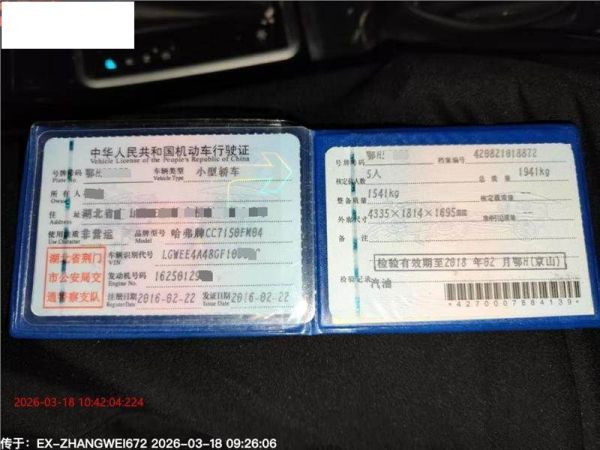 中华人民共和国机动车行驶证
Vehicle License of the People's Republic of China
号牌号码 鄂H 车辆类型 小型轿车
Plate No. Vehicle Type
所有人
Owner
住址 湖北省
Address
使用性质 非营运 品牌型号 哈弗牌CC7150FM04
Use Character Model
湖北省荆门
市公安局交
通警察支队
车辆识别代号 LGWEE4A48GF10
VIN
发动机号码 16250129
Engine No.
注册日期 2016-02-22 发证日期 2016-02-22
Register Date Issue Date
号牌号码 鄂H 档案编号 420821018872
核定载人数 5人 总质量 1941kg
整备质量 1541kg 核定载质量
外廓尺寸 4335×1814×1695mm
检验有效期至2018年02月鄂H(京山)
检验记录 汽油
*4270007884139*
2026-03-18 10:42:04:224
传于：EX-ZHANGWEI672 2026-03-18 09:26:06